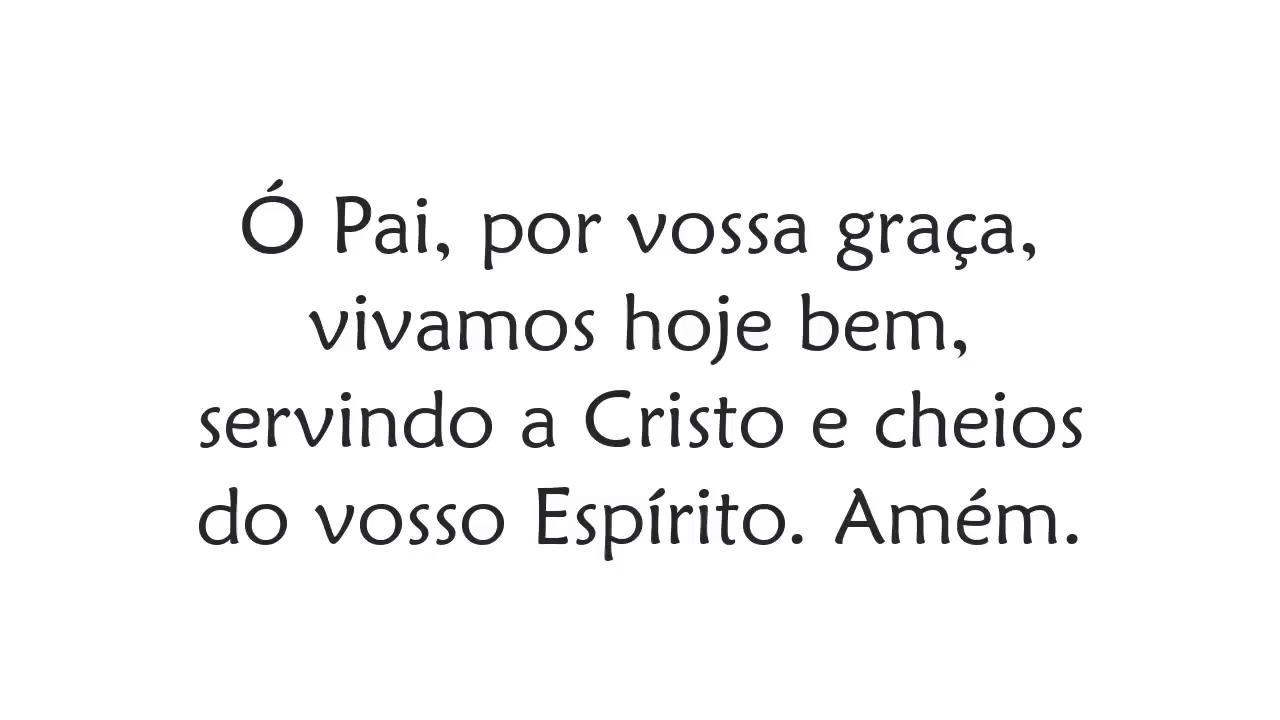 Ó Pai, por vossa graça,
vivamos hoje bem,
servindo a Cristo e cheios
do vosso Espírito. Amém.